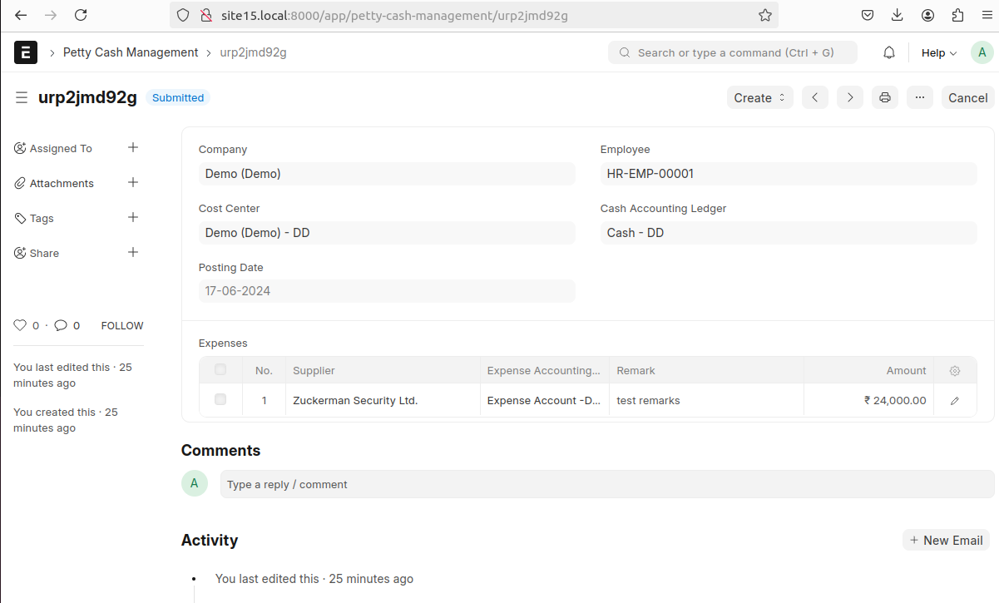 site15.local:8000/app/petty-cash-management/urp2jmd92g
E
Petty Cash Management
urp2jmd92g
Search or type a command (Ctrl + G)
Help
A
urp2jmd92g
Submitted
Create
Cancel
Assigned To
Attachments
Tags
Share
0 · 0 FOLLOW
You last edited this · 25
minutes ago
You created this · 25
minutes ago
Company
Demo (Demo)
Employee
HR-EMP-00001
Cost Center
Demo (Demo) - DD
Cash Accounting Ledger
Cash - DD
Posting Date
17-06-2024
Expenses
No. Supplier Expense Accounting... Remark Amount
1 Zuckerman Security Ltd. Expense Account -D... test remarks ₹ 24,000.00
Comments
A
Type a reply / comment
Activity
New Email
You last edited this · 25 minutes ago